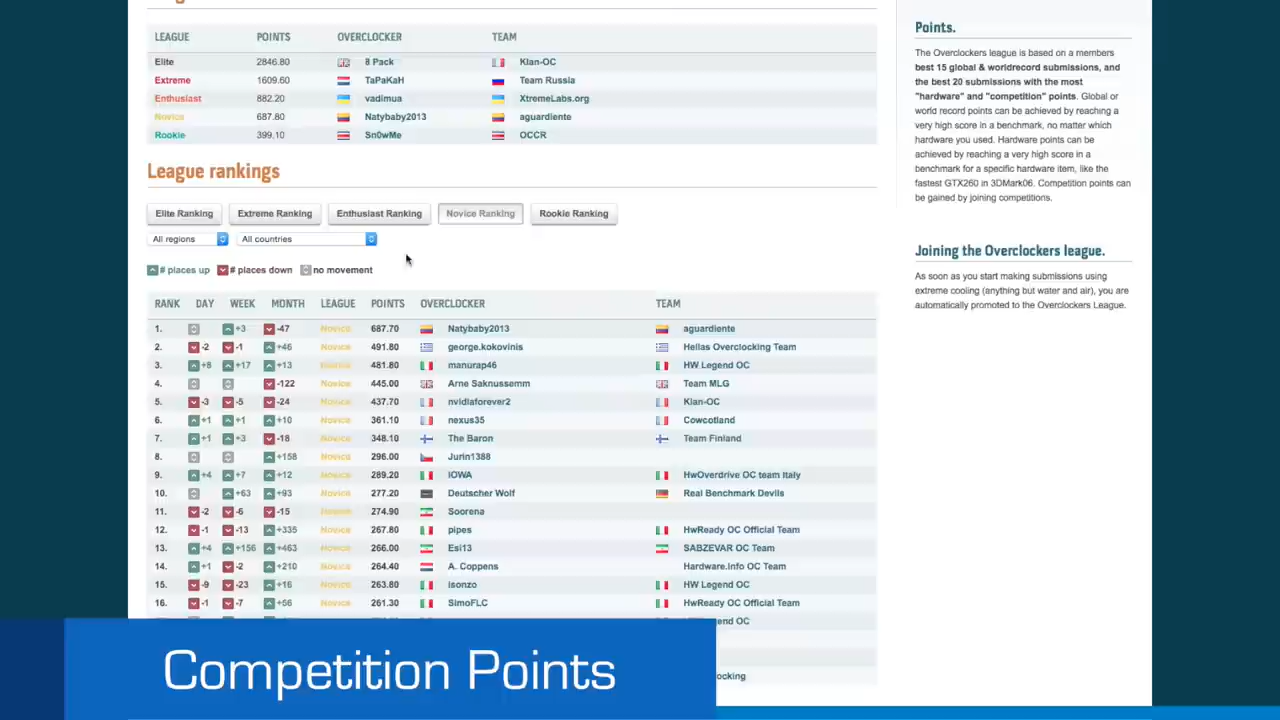 LEAGUE POINTS OVERCLOCKER TEAM
Elite 2846.80 8 Pack Klan-OC
Extreme 1609.60 TaPaKaH Team Russia
Enthusiast 882.20 vadimua XtremeLabs.org
Novice 687.80 Natybaby2013 aguardiente
Rookie 399.10 Sn0wMe OCCR
League rankings
Elite Ranking Extreme Ranking Enthusiast Ranking Novice Ranking Rookie Ranking
All regions All countries
# places up # places down no movement
RANK DAY WEEK MONTH LEAGUE POINTS OVERCLOCKER TEAM
1. +3 -47 Novice 687.70 Natybaby2013 aguardiente
2. -2 -1 +46 Novice 491.80 george.kokovinis Hellas Overclocking Team
3. +8 +17 +13 Novice 481.80 manurap46 HW Legend OC
4. -122 Novice 445.00 Arne Saknussemm Team MLG
5. -3 -5 -24 Novice 437.70 nvidiaforever2 Klan-OC
6. +1 +1 +10 Novice 361.10 nexus35 Cowcotland
7. +1 +3 -18 Novice 348.10 The Baron Team Finland
8. +158 Novice 296.00 Jurin1388
9. +4 +7 +12 Novice 289.20 IOWA HwOverdrive OC team Italy
10. +63 +93 Novice 277.20 Deutscher Wolf Real Benchmark Devils
11. -2 -6 -15 Novice 274.90 Soorena
12. -1 -13 +335 Novice 267.80 pipes HwReady OC Official Team
13. +4 +156 +463 Novice 266.00 Esi13 SABZEVAR OC Team
14. +1 -2 +210 Novice 264.40 A. Coppens Hardware.Info OC Team
15. -9 -23 +16 Novice 263.80 isonzo HW Legend OC
16. -1 -7 +56 Novice 261.30 SimoFLC HwReady OC Official Team
end OC
ocking
Points.
The Overclockers league is based on a members
best 15 global & worldrecord submissions, and
the best 20 submissions with the most
"hardware" and "competition" points. Global or
world record points can be achieved by reaching a
very high score in a benchmark, no matter which
hardware you used. Hardware points can be
achieved by reaching a very high score in a
benchmark for a specific hardware item, like the
fastest GTX260 in 3DMark06. Competition points can
be gained by joining competitions.
Joining the Overclockers league.
As soon as you start making submissions using
extreme cooling (anything but water and air), you are
automatically promoted to the Overclockers League.
Competition Points